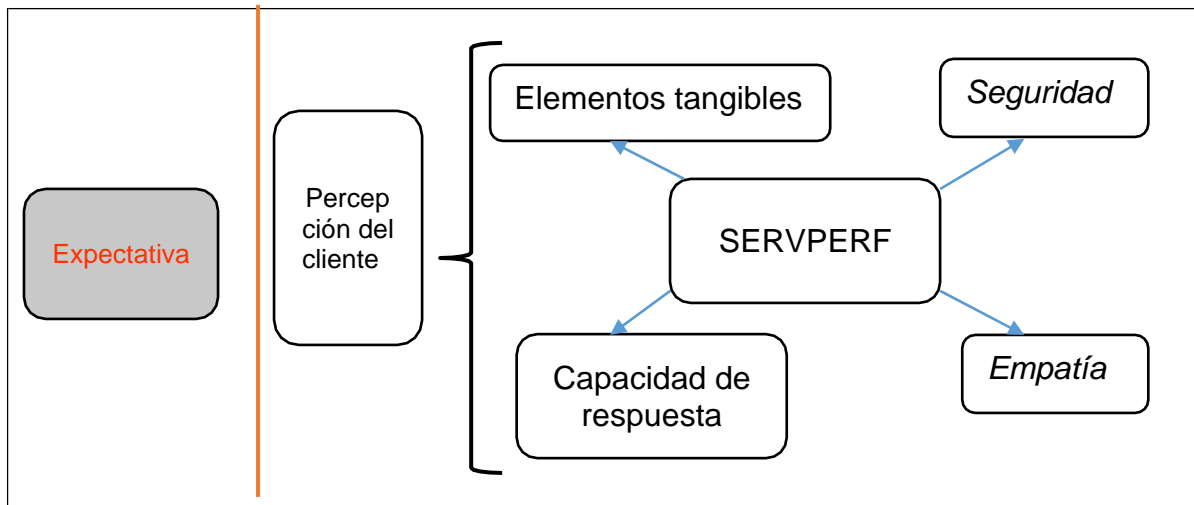 Expectativa
Percep
ción del
cliente
Elementos tangibles
Seguridad
SERVPERF
Capacidad de
respuesta
Empatía